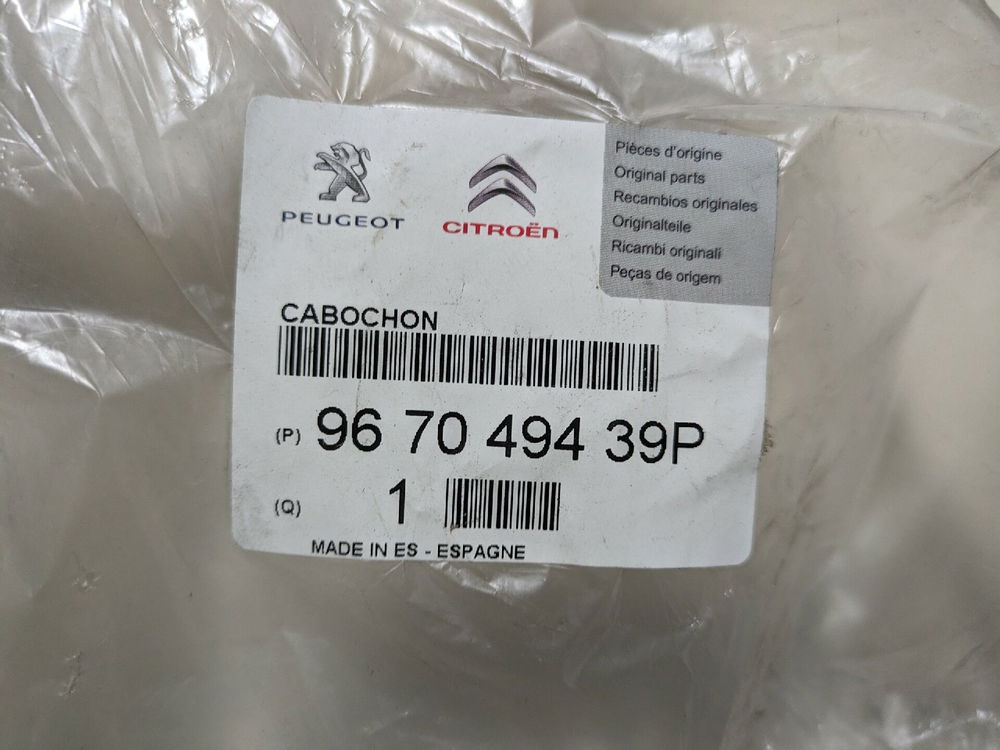 PEUGEOT
CITROËN
Pièces d'origine
Original parts
Recambios originales
Originalteile
Ricambi originali
Peças de origem
CABOCHON
(P) 96 70 494 39P
(Q) 1
MADE IN ES - ESPAGNE